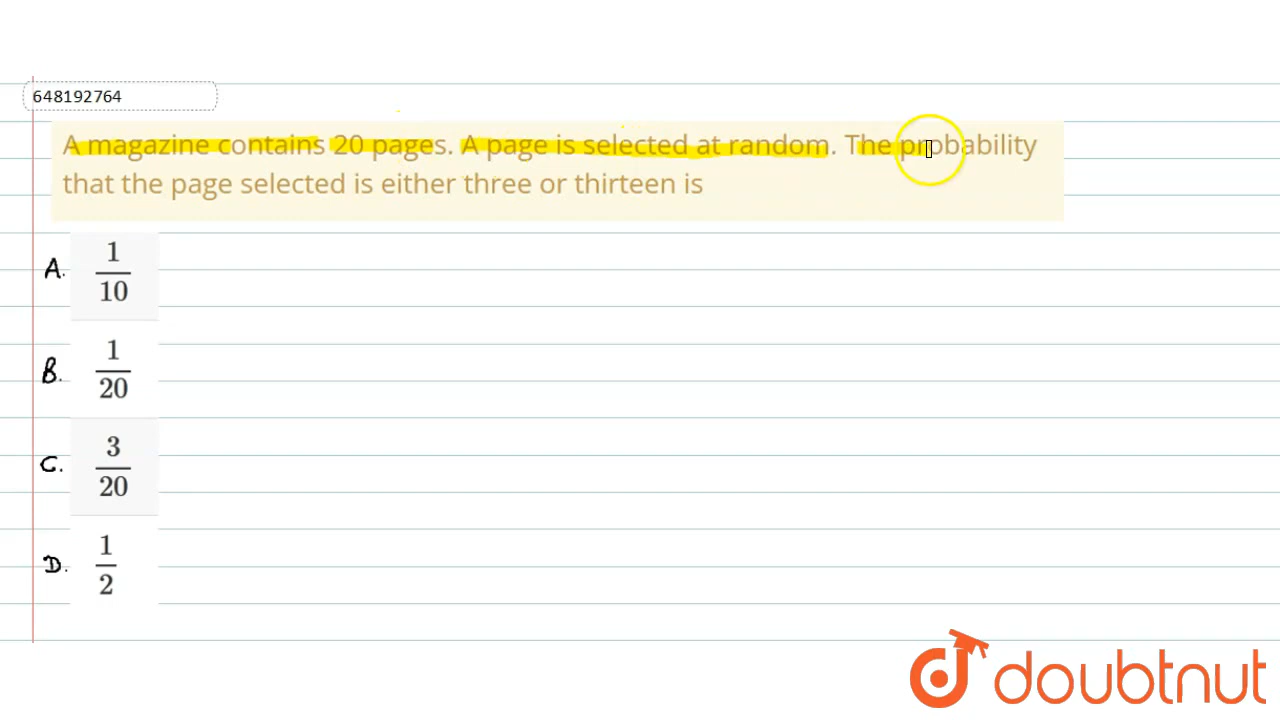 648192764
A magazine contains 20 pages. A page is selected at random. The probability
that the page selected is either three or thirteen is
A. 1/10
B. 1/20
C. 3/20
D. 1/2
doubtnut